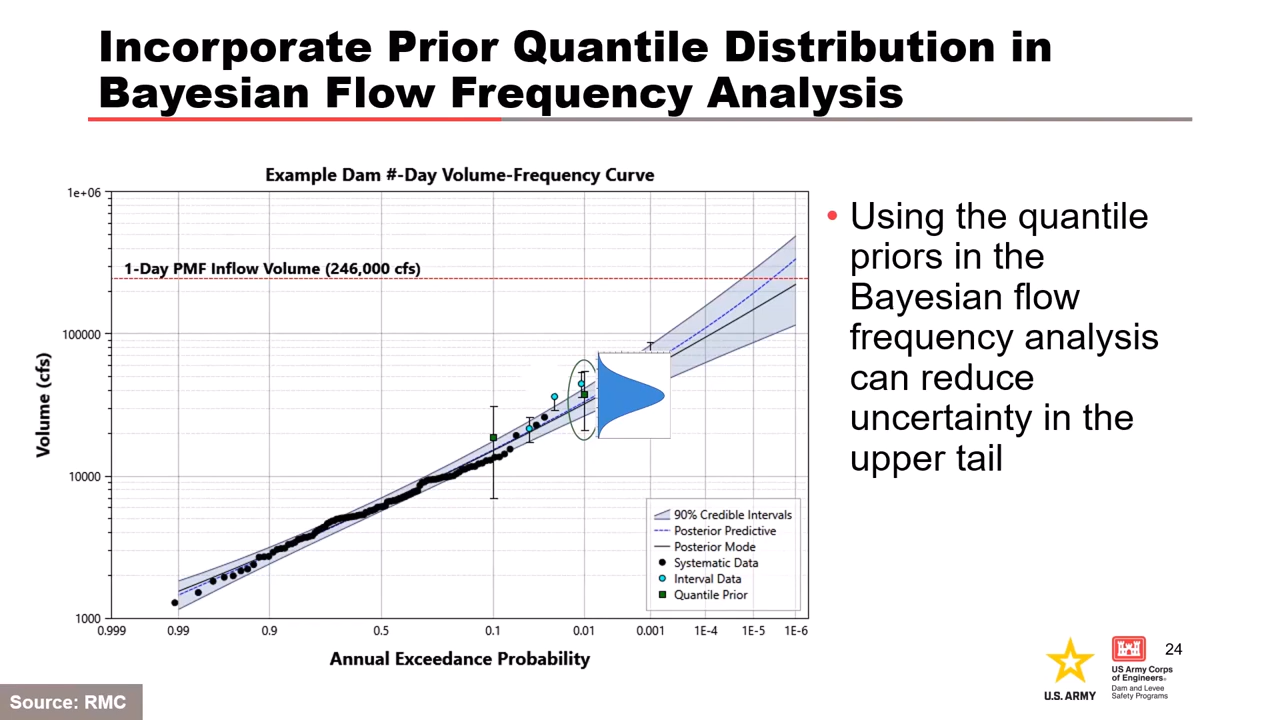 Incorporate Prior Quantile Distribution in
Bayesian Flow Frequency Analysis
Example Dam #-Day Volume-Frequency Curve
1e+06
1-Day PMF Inflow Volume (246,000 cfs)
100000
Volume (cfs)
10000
1000
90% Credible Intervals
Posterior Predictive
Posterior Mode
Systematic Data
Interval Data
Quantile Prior
0.999 0.99 0.9 0.5 0.1 0.01 0.001 1E-4 1E-5 1E-6
Annual Exceedance Probability
• Using the quantile
priors in the
Bayesian flow
frequency analysis
can reduce
uncertainty in the
upper tail
Source: RMC
U.S. ARMY
US Army Corps
of Engineers®
Dam and Levee
Safety Programs
24